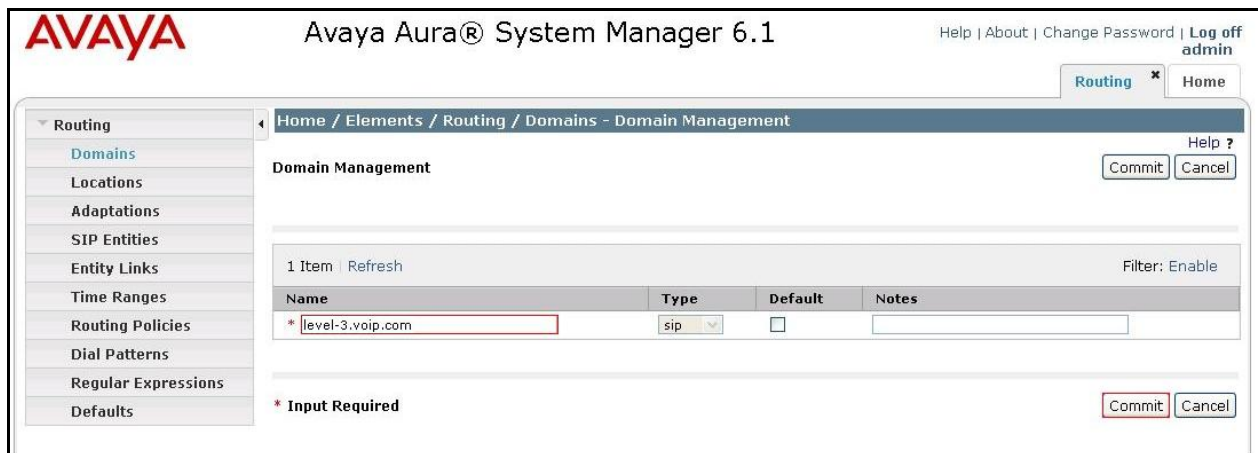 AVAYA
Avaya Aura® System Manager 6.1
Help | About | Change Password | Log off
admin
Routing × Home
Routing
Domains
Locations
Adaptations
SIP Entities
Entity Links
Time Ranges
Routing Policies
Dial Patterns
Regular Expressions
Defaults
Home / Elements / Routing / Domains - Domain Management
Help ?
Domain Management
Commit Cancel
1 Item | Refresh
Filter: Enable
Name Type Default Notes
* level-3.voip.com sip
* Input Required
Commit Cancel